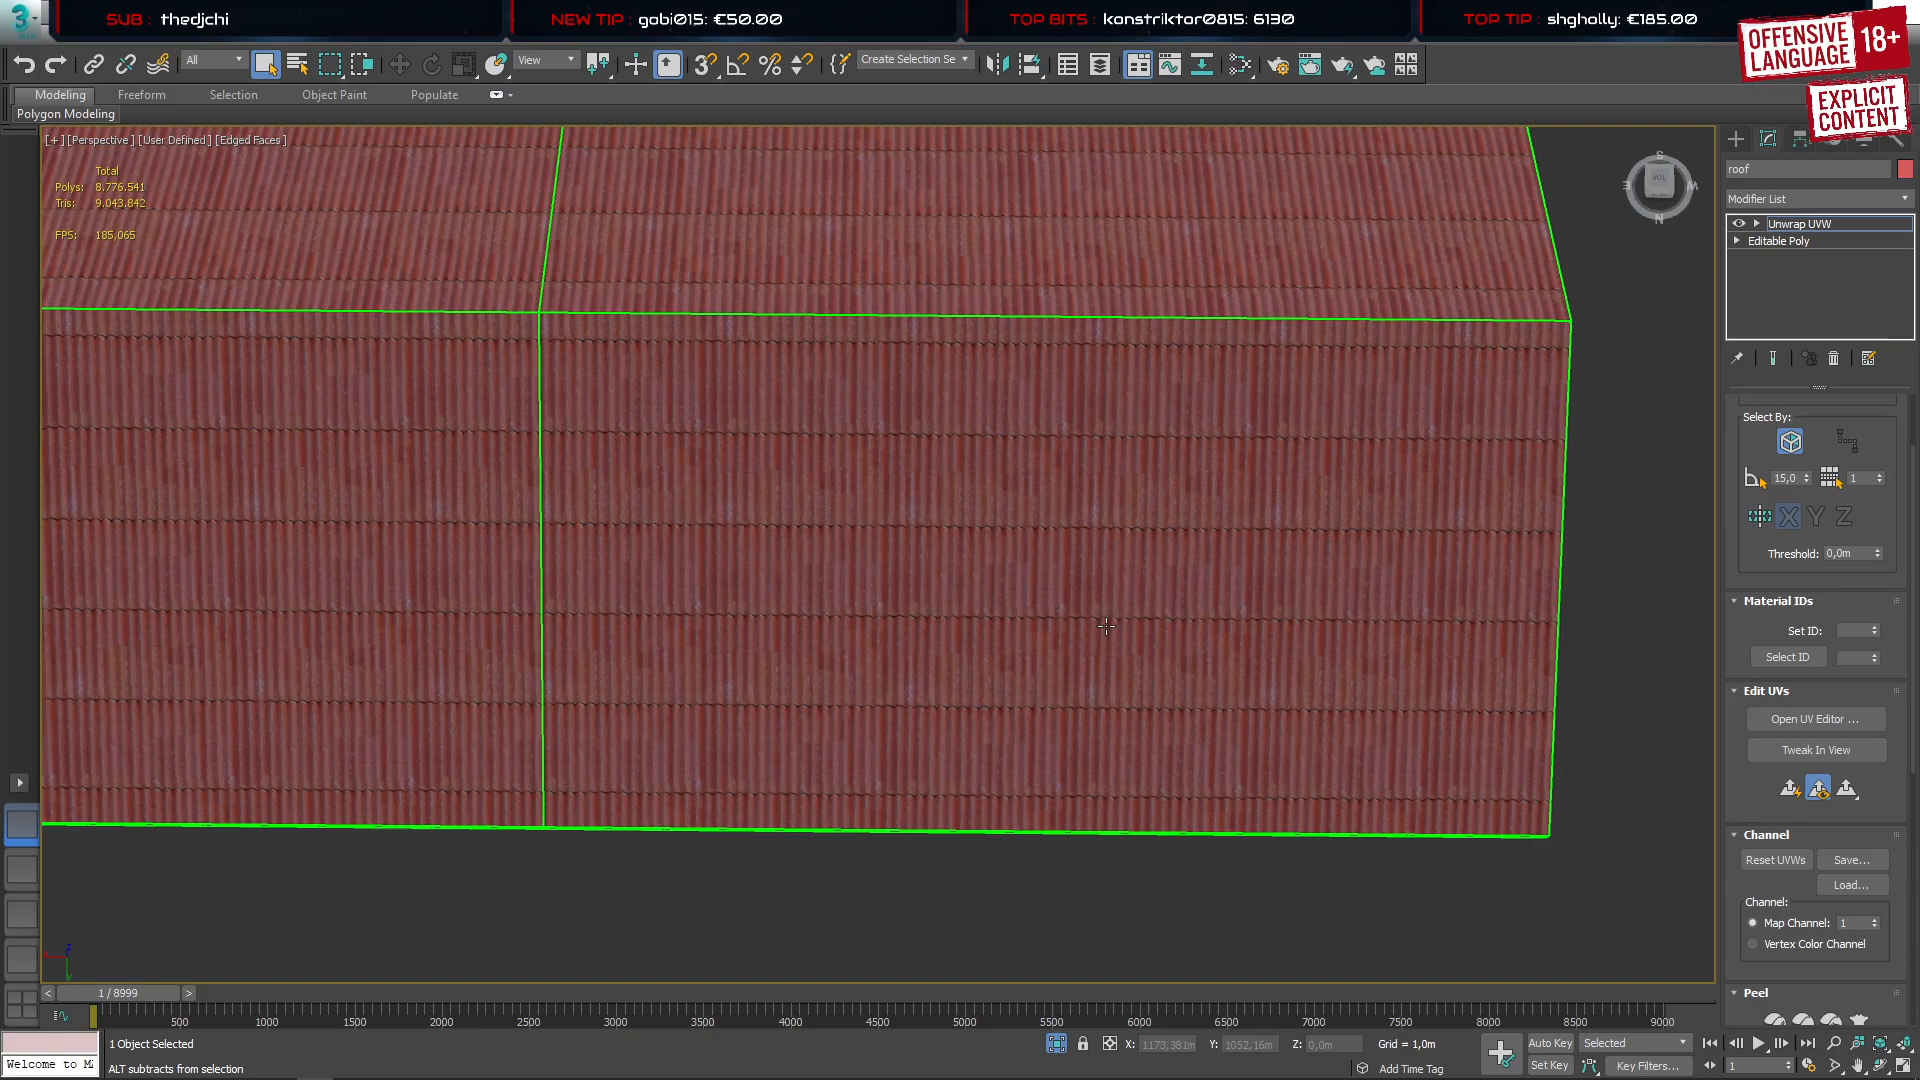 SUB : thedjchi
NEW TIP : gobi015: €50.00
TOP BITS : konstriktor0815: 6130
TOP TIP : shgholly: €185.00
OFFENSIVE LANGUAGE 18+
EXPLICIT CONTENT
3
MAX
All
View
Create Selection Se
Modeling
Freeform
Selection
Object Paint
Populate
Polygon Modeling
[+] [Perspective] [User Defined] [Edged Faces]
Total
Polys: 8.776.541
Tris: 9.043.842
FPS: 185,065
S
E
W
N
TOP
roof
Modifier List
Unwrap UVW
Editable Poly
Select By:
15,0
1
X Y Z
Threshold: 0,0m
Material IDs
Set ID:
Select ID
Edit UVs
Open UV Editor ...
Tweak In View
Channel
Reset UVWs
Save...
Load...
Channel:
Map Channel: 1
Vertex Color Channel
Peel
z
y
< 1 / 8999 >
500 1000 1500 2000 2500 3000 3500 4000 4500 5000 5500 6000 6500 7000 7500 8000 8500 9000
1 Object Selected
X: 1173,381m
Y: 1052,16m
Z: 0,0m
Grid = 1,0m
Auto Key
Selected
Welcome to M
ALT subtracts from selection
Add Time Tag
Set Key
Key Filters...
1